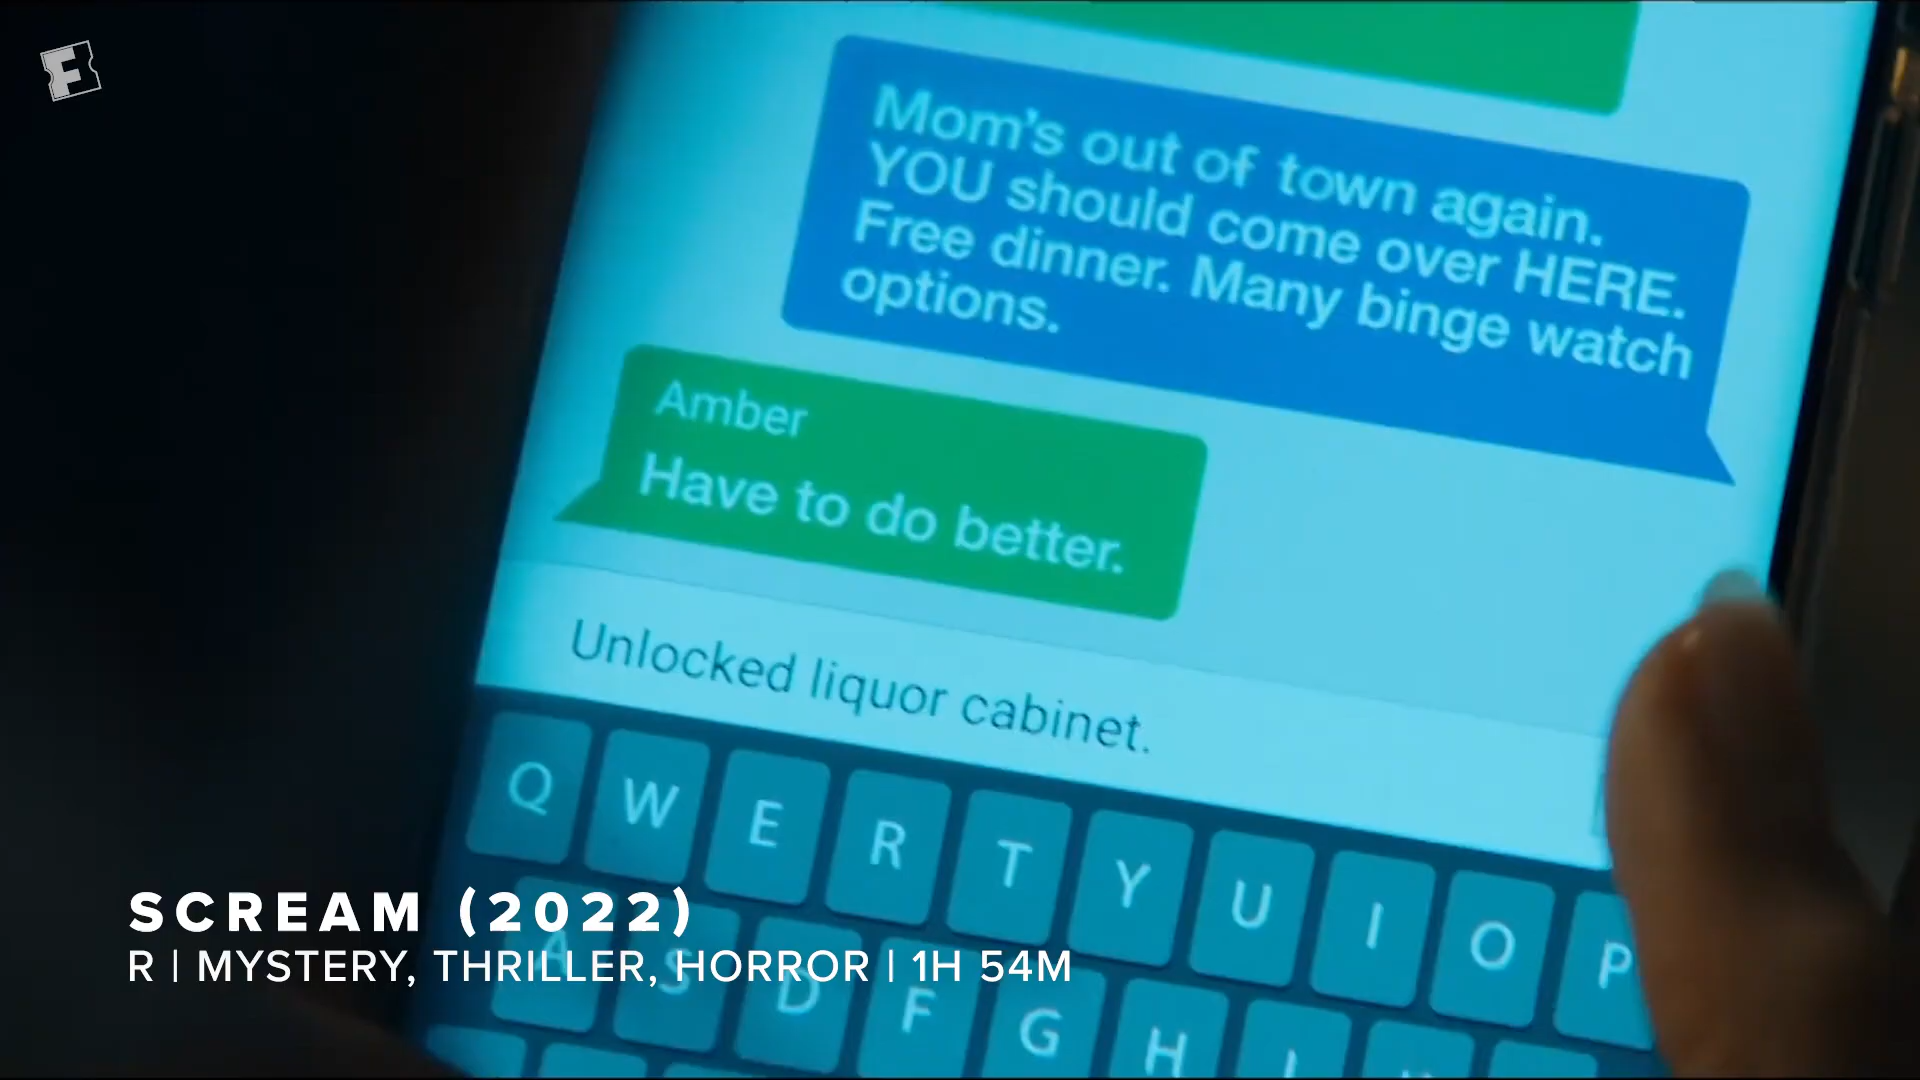 F
Mom's out of town again.
YOU should come over HERE.
Free dinner. Many binge watch
options.
Amber
Have to do better.
Unlocked liquor cabinet.
Q W E R T Y U I O P
A S D F G H
SCREAM (2022)
R | MYSTERY, THRILLER, HORROR | 1H 54M